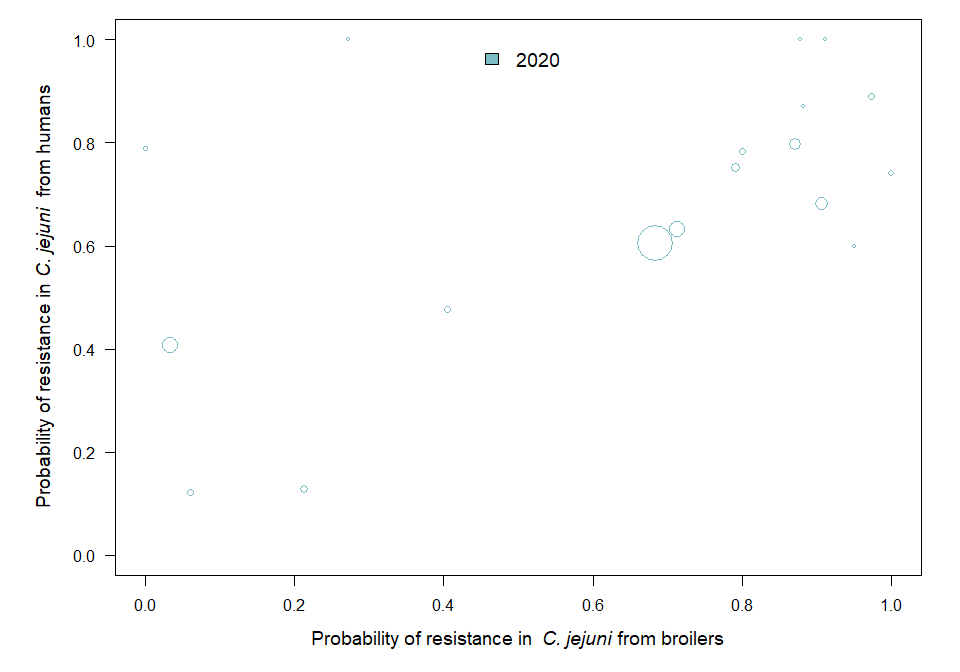 1.0
0.8
0.6
0.4
0.2
0.0
Probability of resistance in C. jejuni from humans
2020
0.0 0.2 0.4 0.6 0.8 1.0
Probability of resistance in C. jejuni from broilers